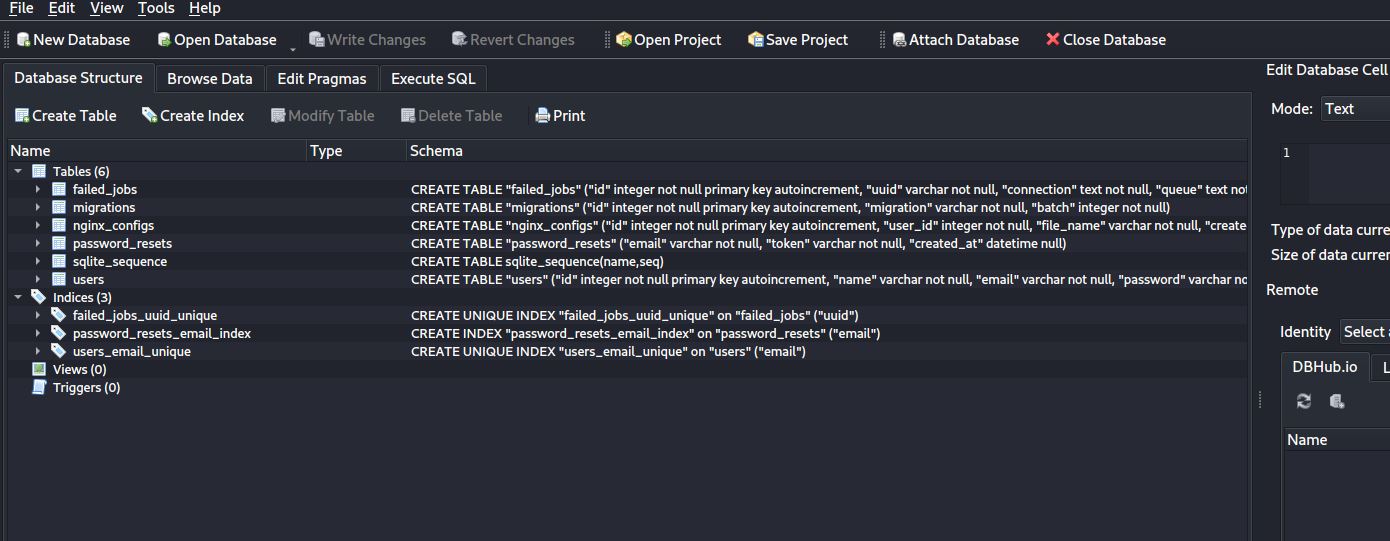 File Edit View Tools Help
New Database Open Database Write Changes Revert Changes Open Project Save Project Attach Database Close Database
Database Structure Browse Data Edit Pragmas Execute SQL
Edit Database Cell
Create Table Create Index Modify Table Delete Table Print
Mode: Text
Name Type Schema
1
Tables (6)
failed_jobs CREATE TABLE "failed_jobs" ("id" integer not null primary key autoincrement, "uuid" varchar not null, "connection" text not null, "queue" text not
migrations CREATE TABLE "migrations" ("id" integer not null primary key autoincrement, "migration" varchar not null, "batch" integer not null)
nginx_configs CREATE TABLE "nginx_configs" ("id" integer not null primary key autoincrement, "user_id" integer not null, "file_name" varchar not null, "create
password_resets CREATE TABLE "password_resets" ("email" varchar not null, "token" varchar not null, "created_at" datetime null)
sqlite_sequence CREATE TABLE sqlite_sequence(name,seq)
users CREATE TABLE "users" ("id" integer not null primary key autoincrement, "name" varchar not null, "email" varchar not null, "password" varchar no
Indices (3)
failed_jobs_uuid_unique CREATE UNIQUE INDEX "failed_jobs_uuid_unique" on "failed_jobs" ("uuid")
password_resets_email_index CREATE INDEX "password_resets_email_index" on "password_resets" ("email")
users_email_unique CREATE UNIQUE INDEX "users_email_unique" on "users" ("email")
Views (0)
Triggers (0)
Type of data curre
Size of data curren
Remote
Identity Select a
DBHub.io L
Name